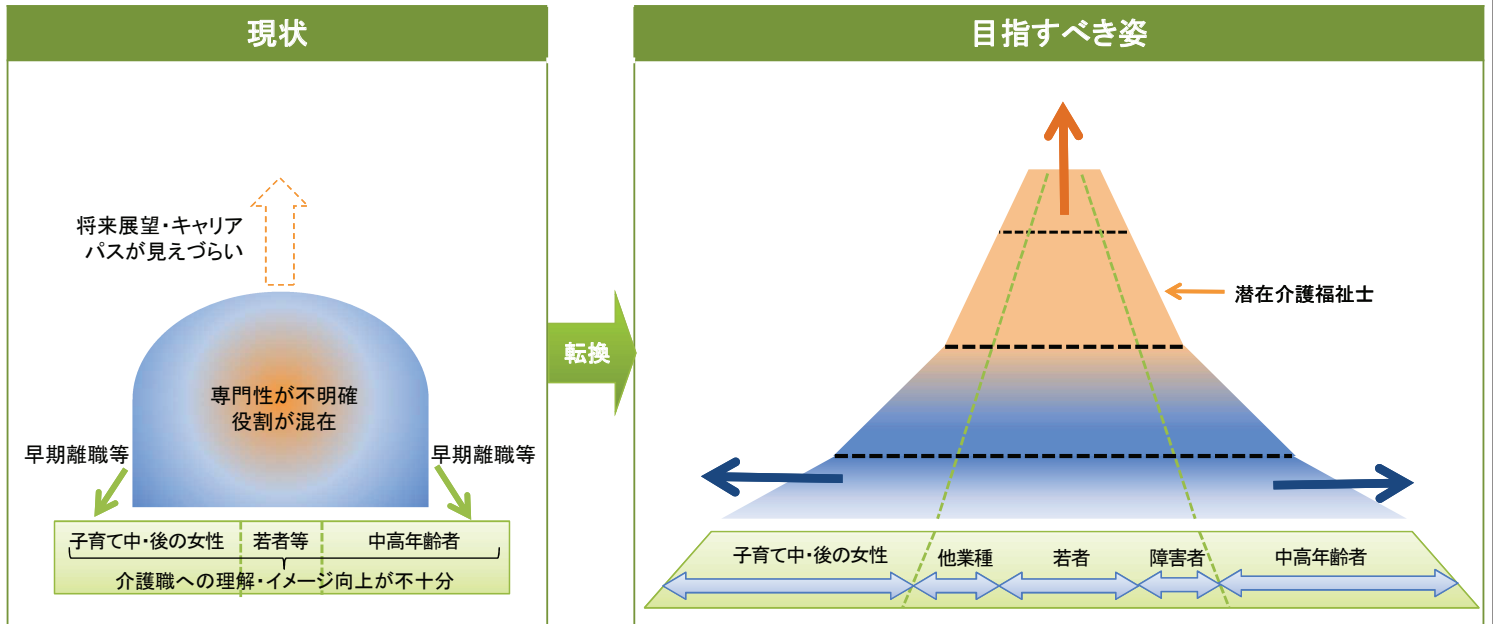 現状
将来展望・キャリア
パスが見えづらい
専門性が不明確
役割が混在
早期離職等
早期離職等
子育て中・後の女性
若者等
中高年齢者
介護職への理解・イメージ向上が不十分
転換
目指すべき姿
潜在介護福祉士
子育て中・後の女性
他業種
若者
障害者
中高年齢者